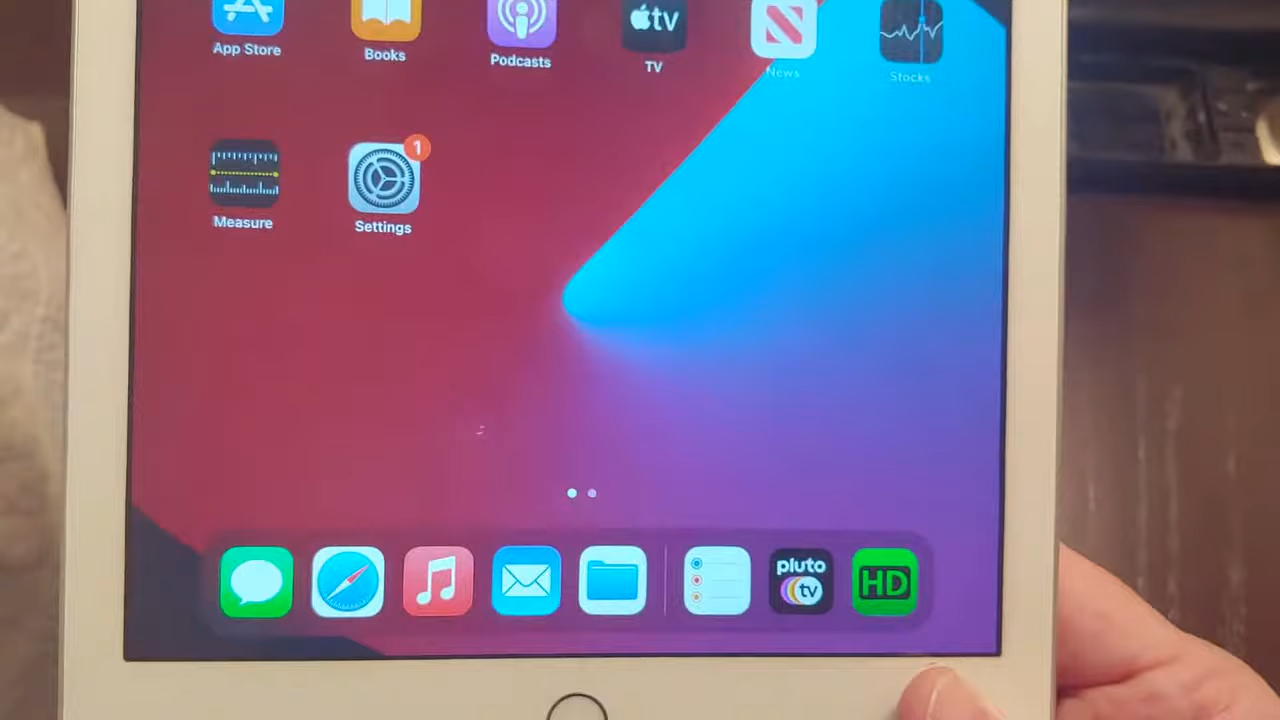 App Store
Books
Podcasts
tv
TV
News
Stocks
Measure
1
Settings
pluto
tv
HD